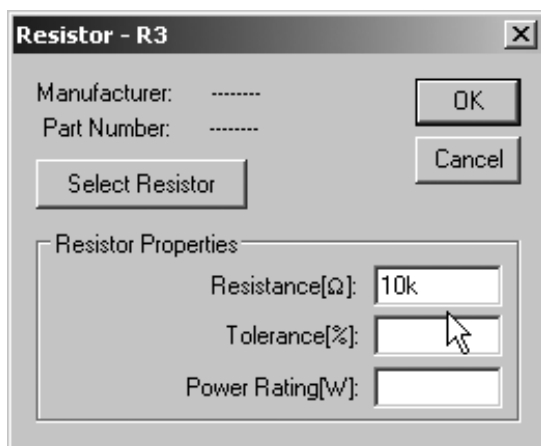 Resistor - R3
Manufacturer: --------
OK
Part Number: --------
Cancel
Select Resistor
Resistor Properties
Resistance[Ω]: 10k
Tolerance[%]:
Power Rating[W]: